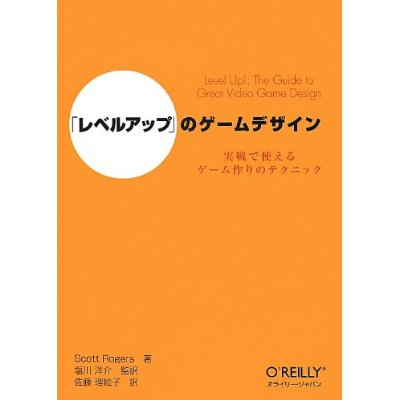 Level Up!: The Guide to
Great Video Game Design
「レベルアップ」のゲームデザイン
実戦で使える
ゲーム作りのテクニック
Scott Rogers 著
塩川 洋介 監訳
佐藤 理絵子 訳
O'REILLY®
オライリー・ジャパン